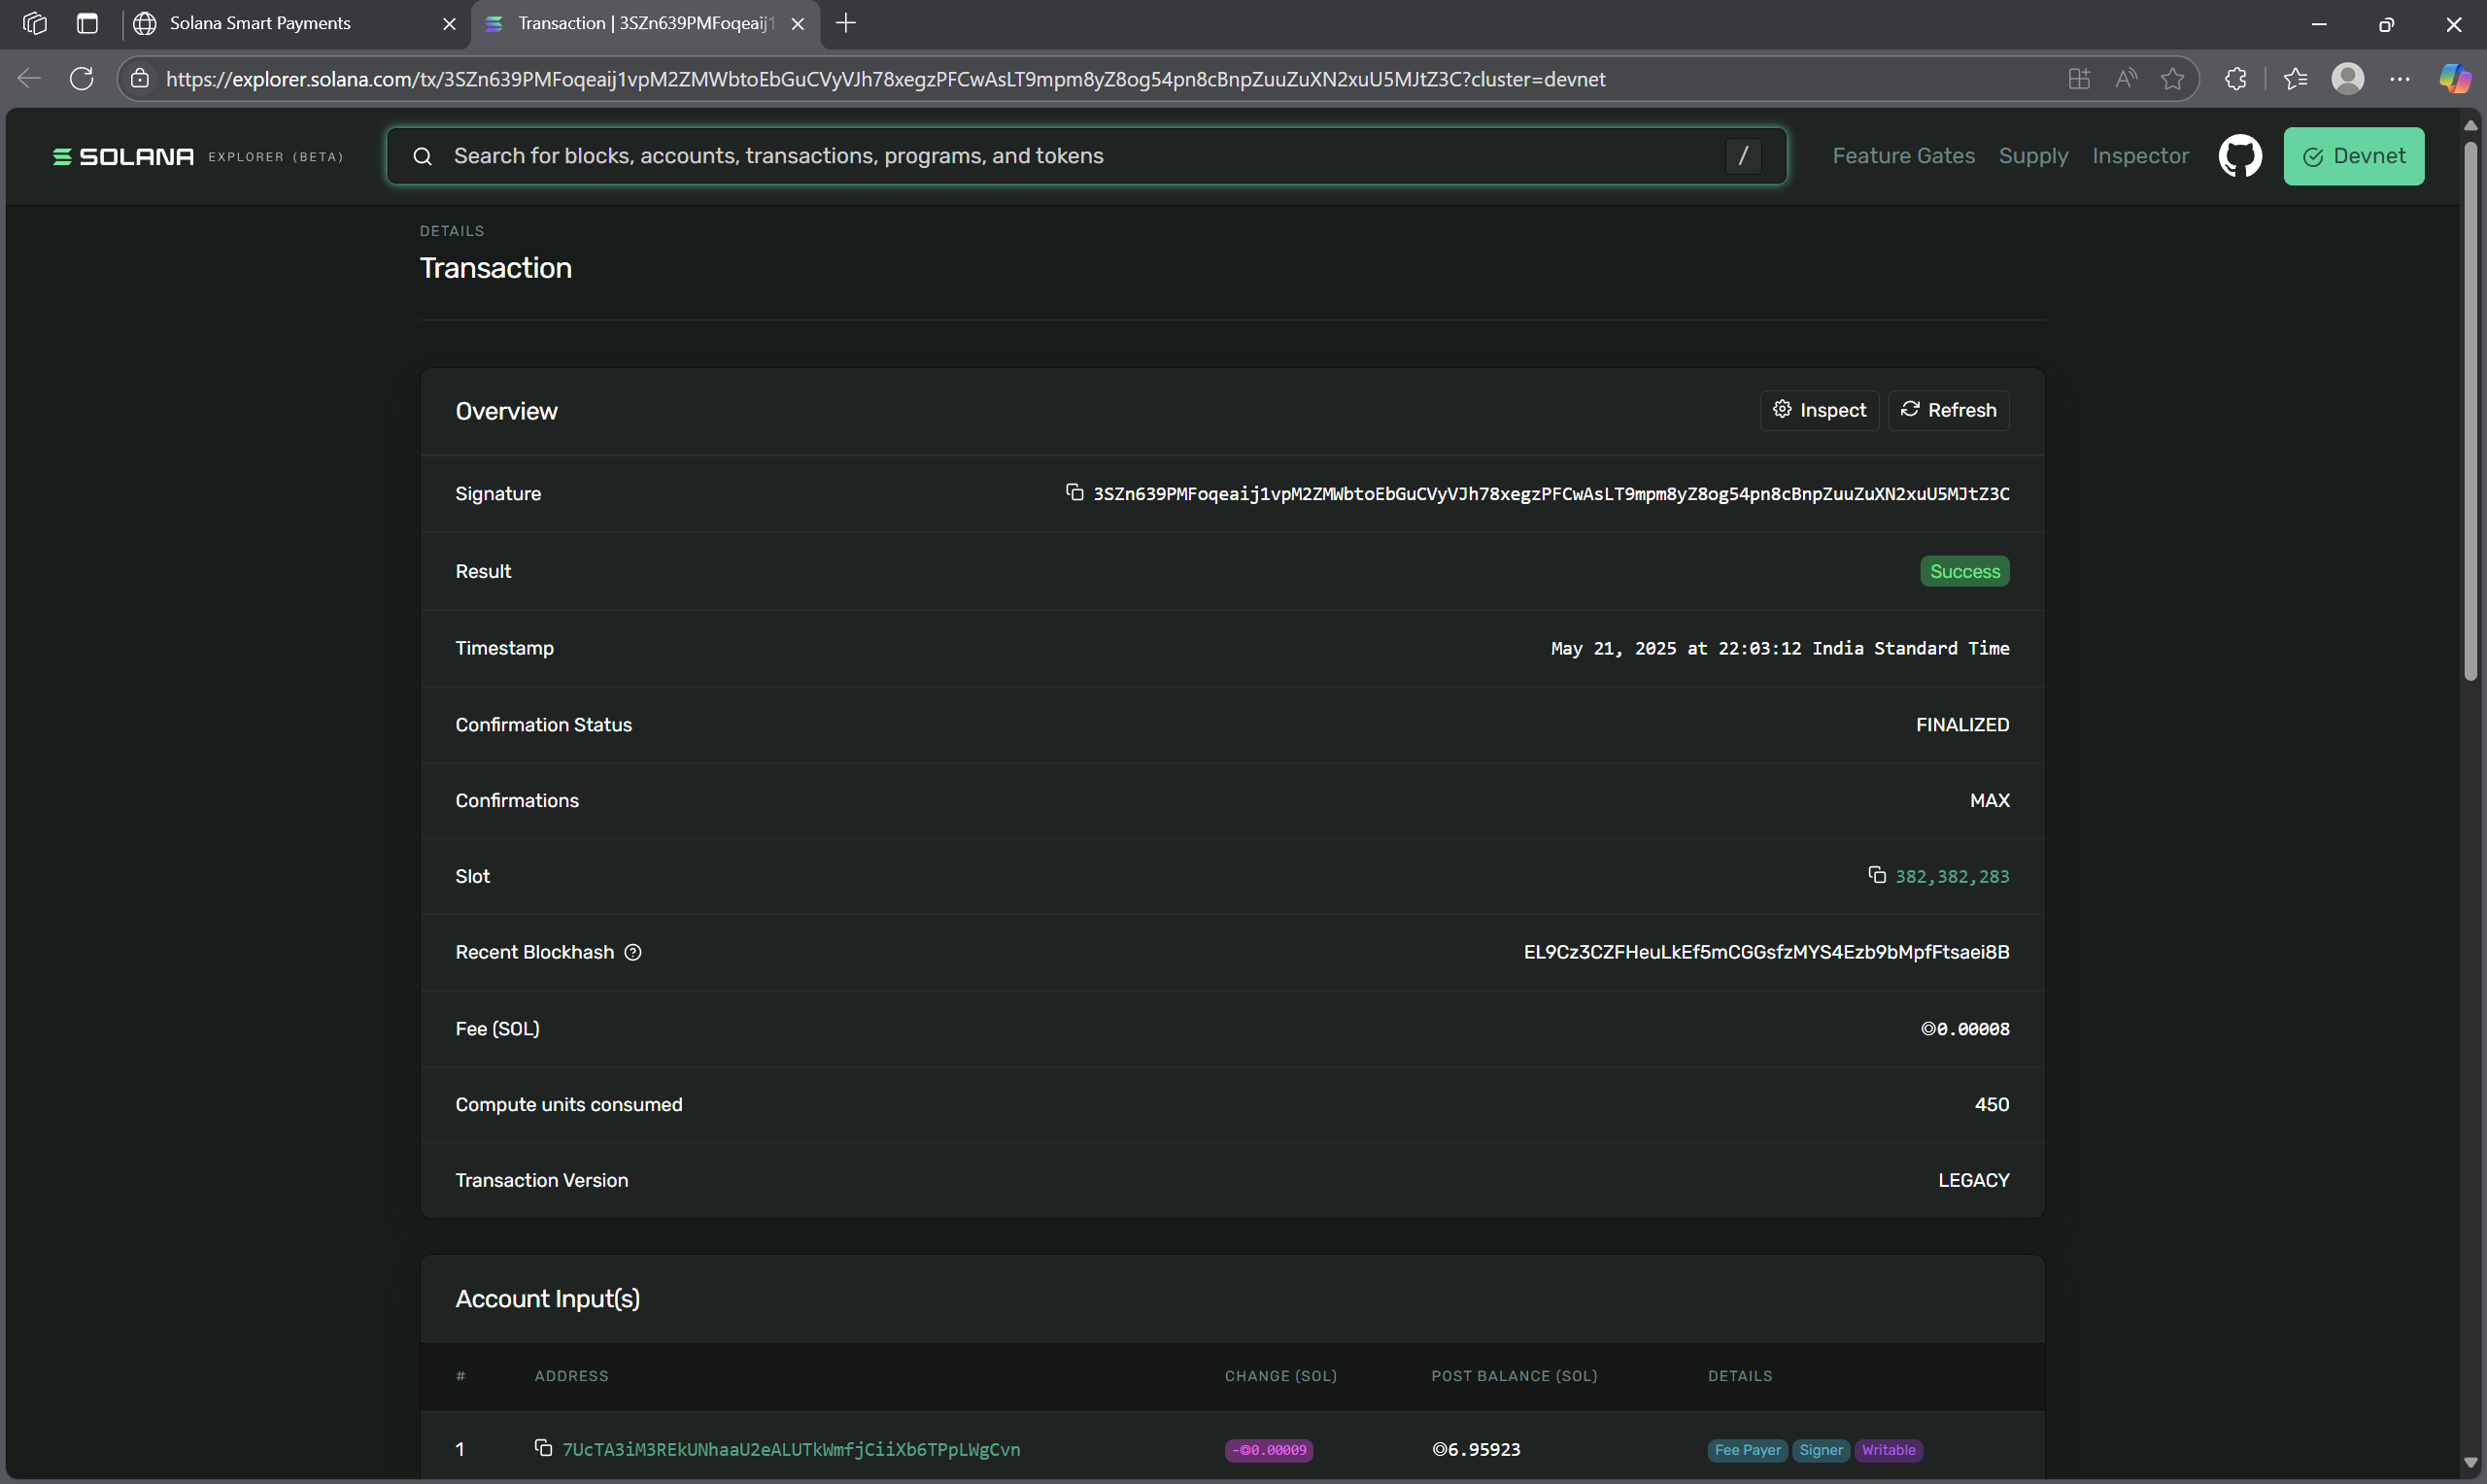 Solana Smart Payments
Transaction | 3SZn639PMFoqeaij1
https://explorer.solana.com/tx/3SZn639PMFoqeaij1vpM2ZMWbtoEbGuCVyVJh78xegzPFCwAsLT9mpm8yZ8og54pn8cBnpZuuZuXN2xuU5MJtZ3C?cluster=devnet
SOLANA EXPLORER (BETA)
Search for blocks, accounts, transactions, programs, and tokens /
Feature Gates Supply Inspector Devnet
DETAILS
Transaction
Overview Inspect Refresh
Signature 3SZn639PMFoqeaij1vpM2ZMWbtoEbGuCVyVJh78xegzPFCwAsLT9mpm8yZ8og54pn8cBnpZuuZuXN2xuU5MJtZ3C
Result Success
Timestamp May 21, 2025 at 22:03:12 India Standard Time
Confirmation Status FINALIZED
Confirmations MAX
Slot 382,382,283
Recent Blockhash EL9Cz3CZFHeuLkEf5mCGGsfzMYS4Ezb9bMpfFtsaei8B
Fee (SOL) ◎0.00008
Compute units consumed 450
Transaction Version LEGACY
Account Input(s)
# ADDRESS CHANGE (SOL) POST BALANCE (SOL) DETAILS
1 7UcTA3iM3REkUNhaaU2eALUTkWmfjCiiXb6TPpLWgCvn -◎0.00009 ◎6.95923 Fee Payer Signer Writable